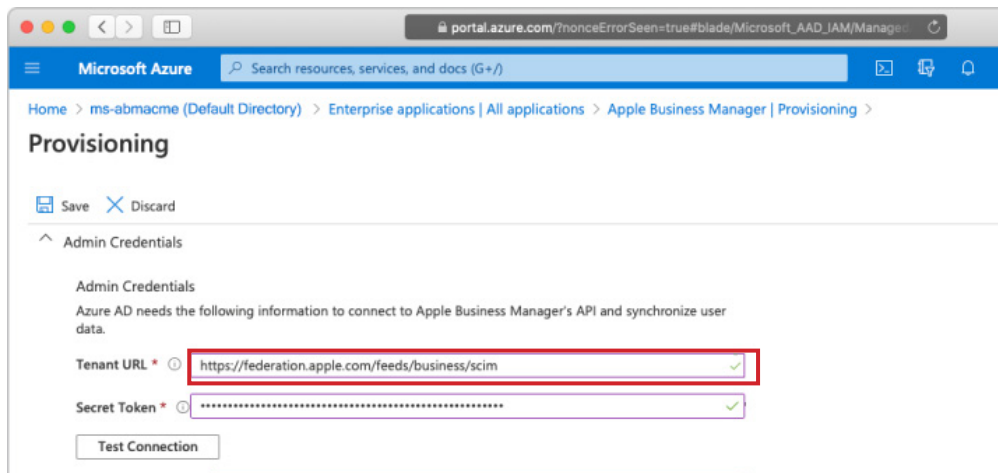 portal.azure.com/?nonceErrorSeen=true#blade/Microsoft_AAD_IAM/Managed
Microsoft Azure
Search resources, services, and docs (G+/)
Home > ms-abmacme (Default Directory) > Enterprise applications | All applications > Apple Business Manager | Provisioning >
Provisioning
Save Discard
Admin Credentials
Admin Credentials
Azure AD needs the following information to connect to Apple Business Manager's API and synchronize user
data.
Tenant URL * https://federation.apple.com/feeds/business/scim
Secret Token *
Test Connection